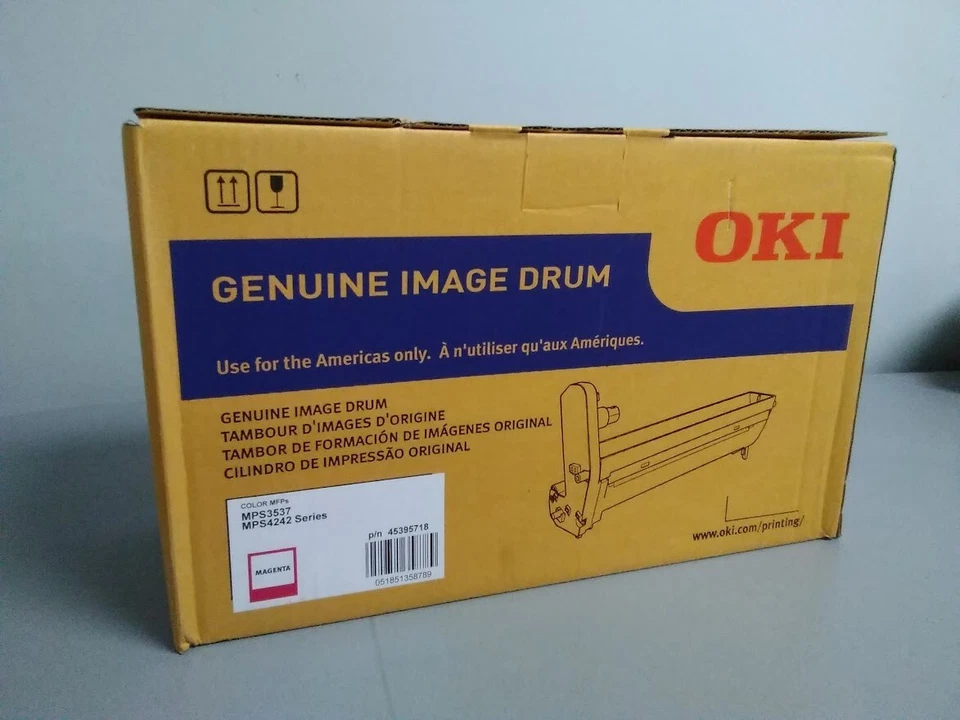 OKI
GENUINE IMAGE DRUM
Use for the Americas only. À n'utiliser qu'aux Amériques.
GENUINE IMAGE DRUM
TAMBOUR D'IMAGES D'ORIGINE
TAMBOR DE FORMACIÓN DE IMÁGENES ORIGINAL
CILINDRO DE IMPRESSÃO ORIGINAL
COLOR MFPs
MPS3537
MPS4242 Series
p/n 45395718
MAGENTA
051851358789
www.oki.com/printing/